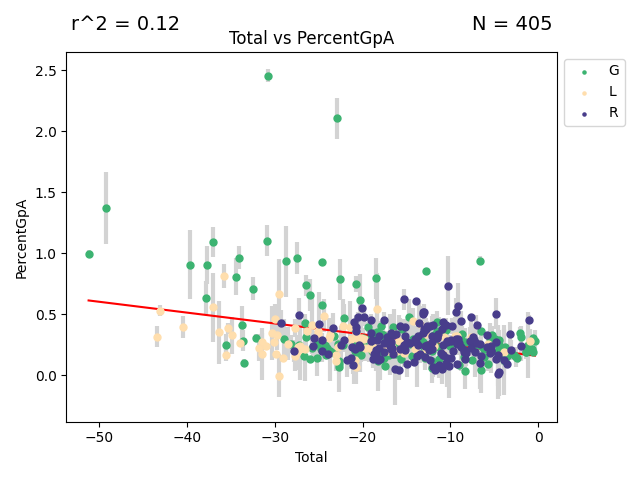 r^2 = 0.12
N = 405
Total vs PercentGpA
G
L
R
PercentGpA
2.5
2.0
1.5
1.0
0.5
0.0
−50
−40
−30
−20
−10
0
Total